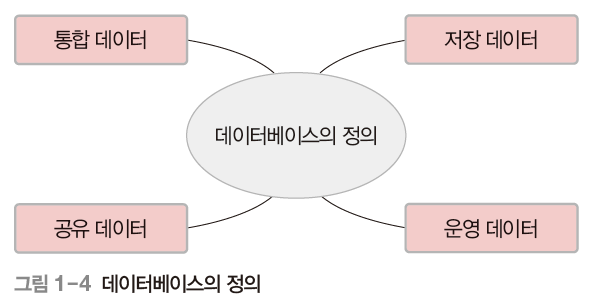 통합 데이터
저장 데이터
데이터베이스의 정의
공유 데이터
운영 데이터
그림 1-4 데이터베이스의 정의